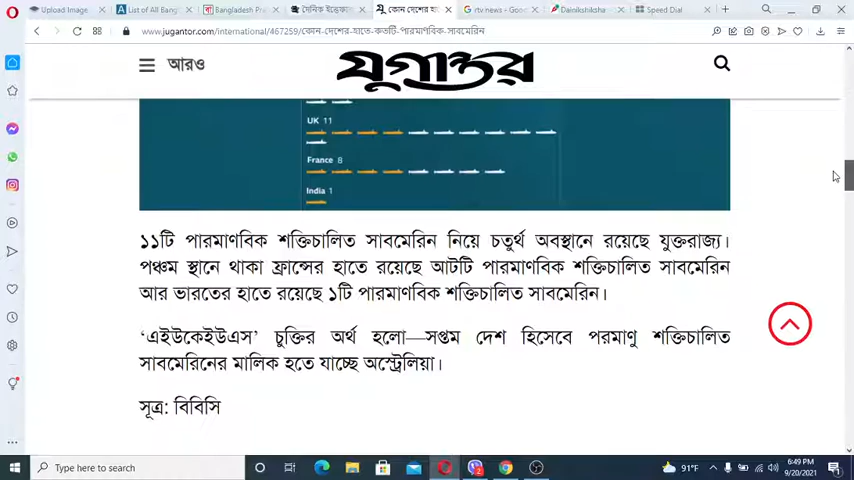 Upload Image
List of All Bangl
Bangladesh Pra
দৈনিক ইত্তেফা
কোন দেশের হা
rtv news - Goo
Dainikshiksha
Speed Dial
88
www.jugantor.com/international/467259/কোন-দেশের-হাতে-কতটি-পারমাণবিক-সাবমেরিন
আরও
যুগান্তর
UK 11
France 8
India 1
১১টি পারমাণবিক শক্তিচালিত সাবমেরিন নিয়ে চতুর্থ অবস্থানে রয়েছে যুক্তরাজ্য।
পঞ্চম স্থানে থাকা ফ্রান্সের হাতে রয়েছে আটটি পারমাণবিক শক্তিচালিত সাবমেরিন
আর ভারতের হাতে রয়েছে ১টি পারমাণবিক শক্তিচালিত সাবমেরিন।
‘এইউকেইউএস’ চুক্তির অর্থ হলো—সপ্তম দেশ হিসেবে পরমাণু শক্তিচালিত
সাবমেরিনের মালিক হতে যাচ্ছে অস্ট্রেলিয়া।
সূত্র: বিবিসি
Type here to search
91°F
6:49 PM
9/20/2021